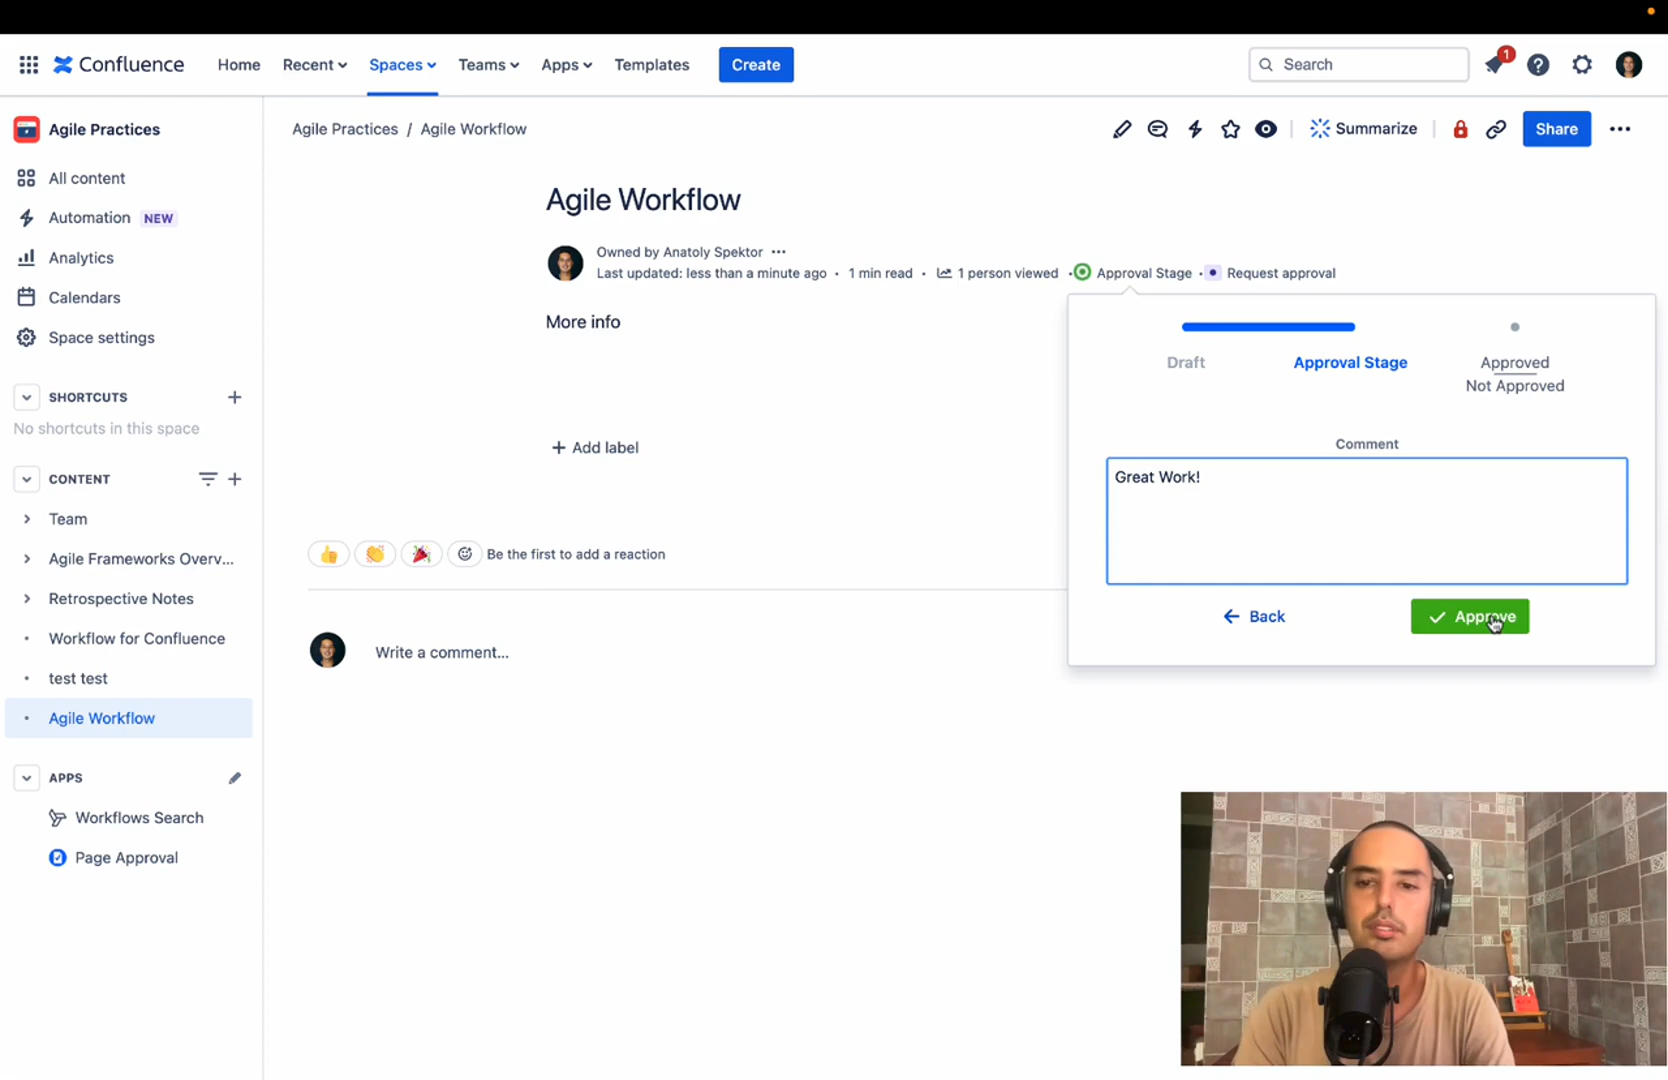 Confluence
Home
Recent
Spaces
Teams
Apps
Templates
Create
Search
1
Agile Practices
All content
Automation NEW
Analytics
Calendars
Space settings
SHORTCUTS
No shortcuts in this space
CONTENT
Team
Agile Frameworks Overv...
Retrospective Notes
Workflow for Confluence
test test
Agile Workflow
APPS
Workflows Search
Page Approval
Agile Practices / Agile Workflow
Summarize
Share
Agile Workflow
Owned by Anatoly Spektor
Last updated: less than a minute ago • 1 min read • 1 person viewed • Approval Stage • Request approval
More info
Add label
Be the first to add a reaction
Write a comment...
Draft
Approval Stage
Approved
Not Approved
Comment
Great Work!
Back
Approve